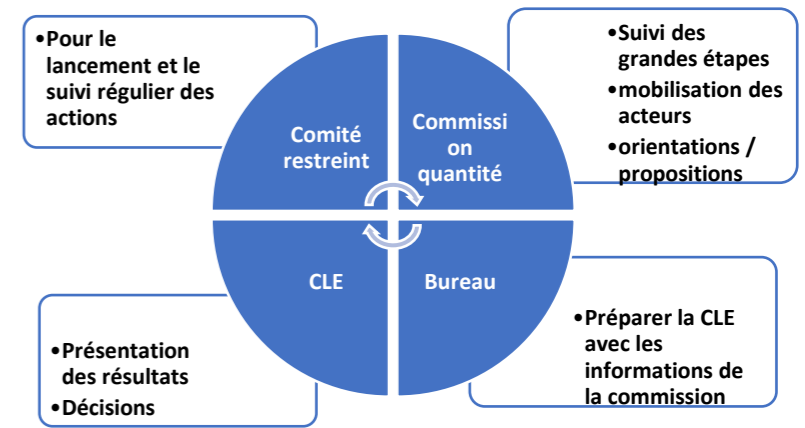 •Pour le
lancement et le
suivi régulier des
actions
•Suivi des
grandes étapes
•mobilisation des
acteurs
•orientations /
propositions
Comité
restreint
Commissi
on
quantité
CLE
Bureau
•Présentation
des résultats
•Décisions
•Préparer la CLE
avec les
informations de
la commission